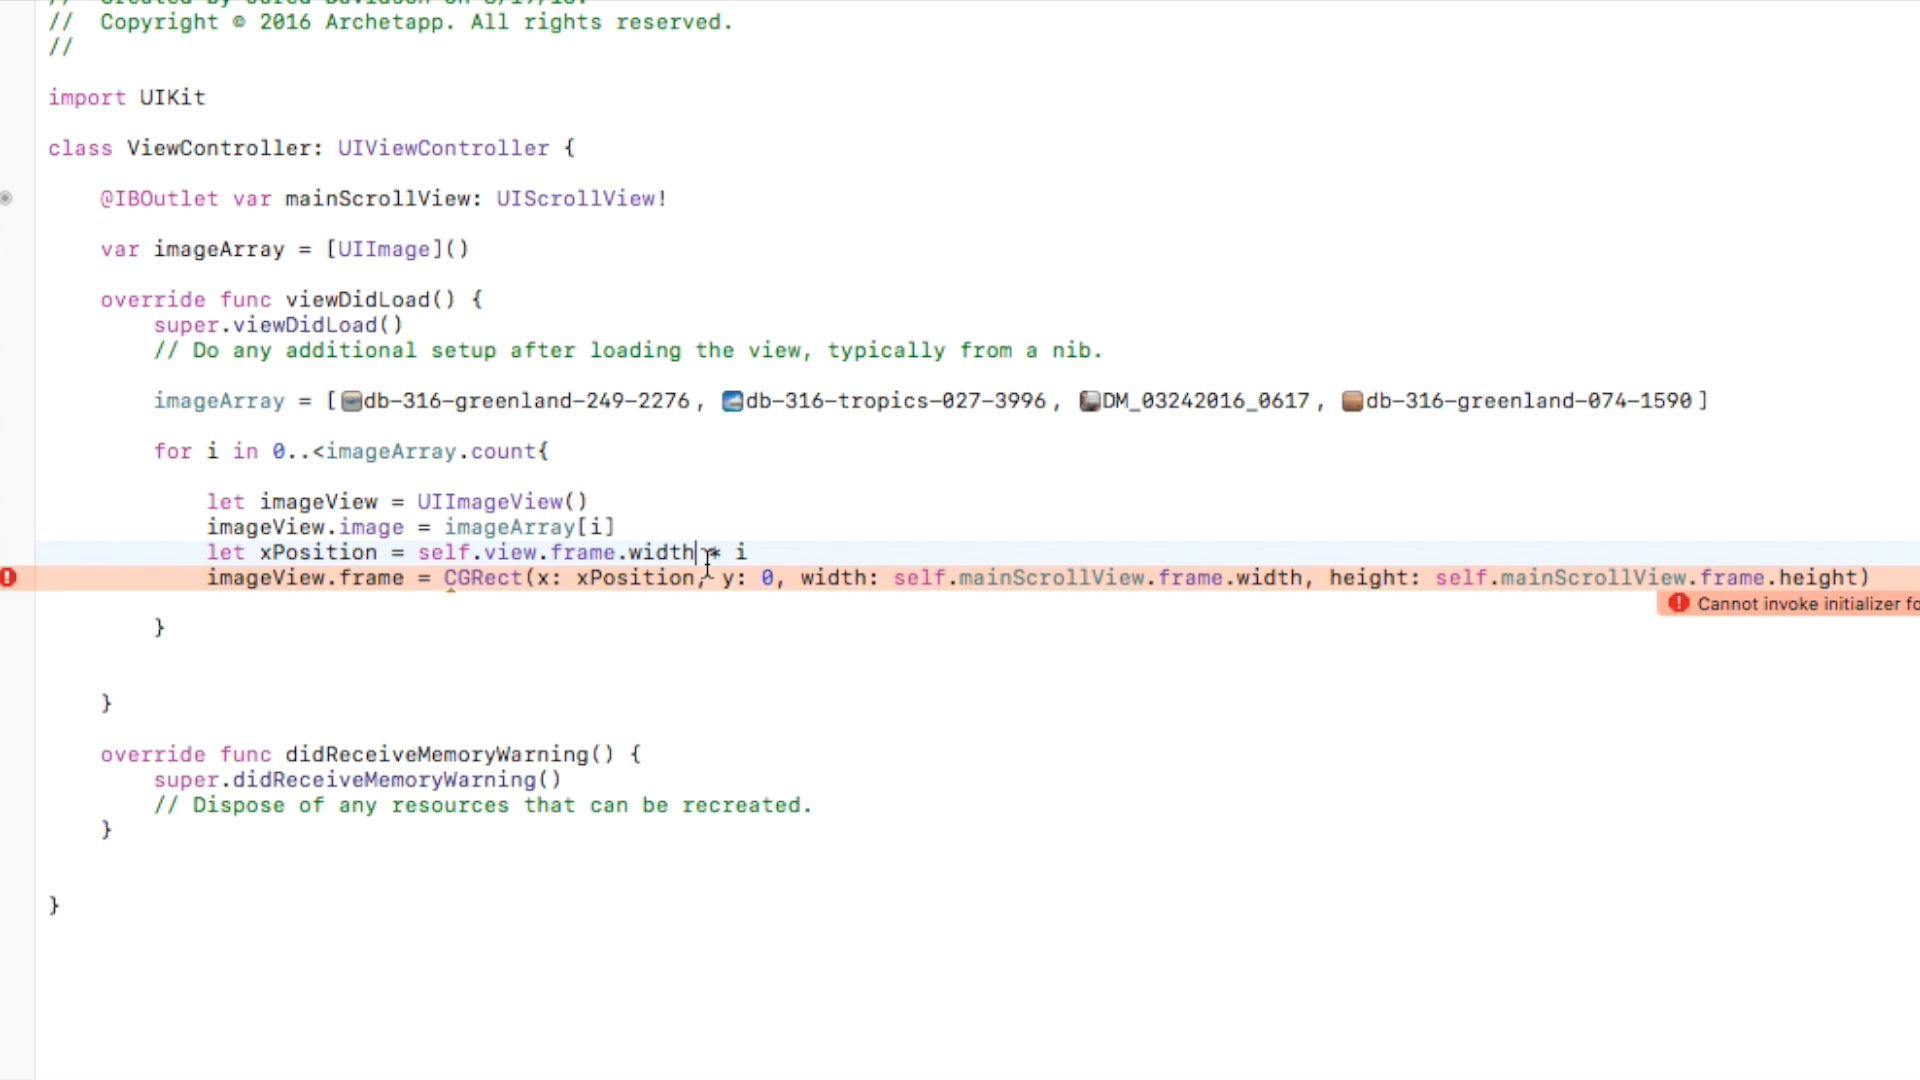 // Created by Jared Davidson on
// Copyright © 2016 Archetapp. All rights reserved.
//
import UIKit
class ViewController: UIViewController {
@IBOutlet var mainScrollView: UIScrollView!
var imageArray = [UIImage]()
override func viewDidLoad() {
super.viewDidLoad()
// Do any additional setup after loading the view, typically from a nib.
imageArray = [db-316-greenland-249-2276, db-316-tropics-027-3996, DM_03242016_0617, db-316-greenland-074-1590]
for i in 0..<imageArray.count{
let imageView = UIImageView()
imageView.image = imageArray[i]
let xPosition = self.view.frame.width * i
imageView.frame = CGRect(x: xPosition, y: 0, width: self.mainScrollView.frame.width, height: self.mainScrollView.frame.height)
Cannot invoke initializer fo
}
}
override func didReceiveMemoryWarning() {
super.didReceiveMemoryWarning()
// Dispose of any resources that can be recreated.
}
}